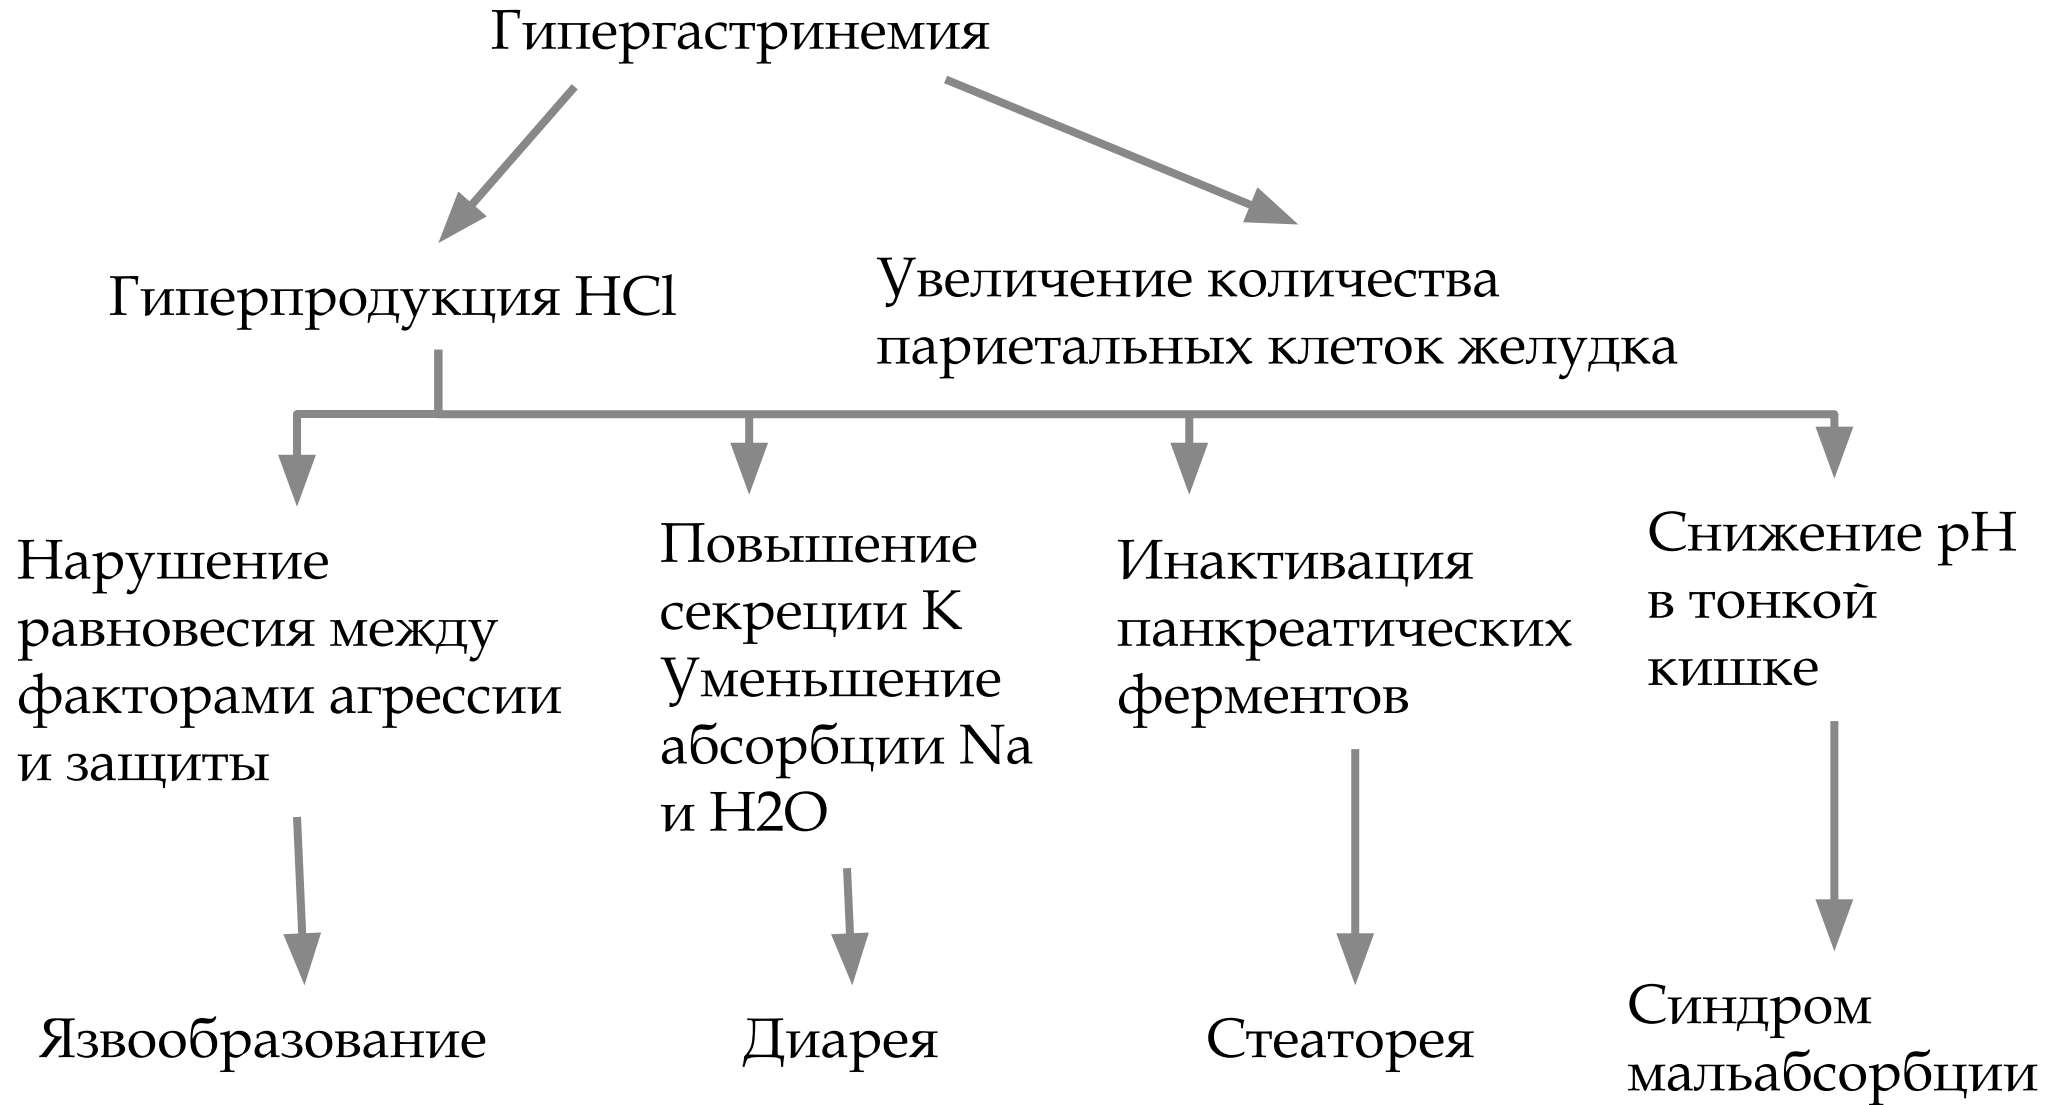 Гипергастринемия
Гиперпродукция HCl
Увеличение количества
париетальных клеток желудка
Нарушение
равновесия между
факторами агрессии
и защиты
Повышение
секреции К
Уменьшение
абсорбции Na
и H2O
Инактивация
панкреатических
ферментов
Снижение pH
в тонкой
кишке
Язвообразование
Диарея
Стеаторея
Синдром
мальабсорбции